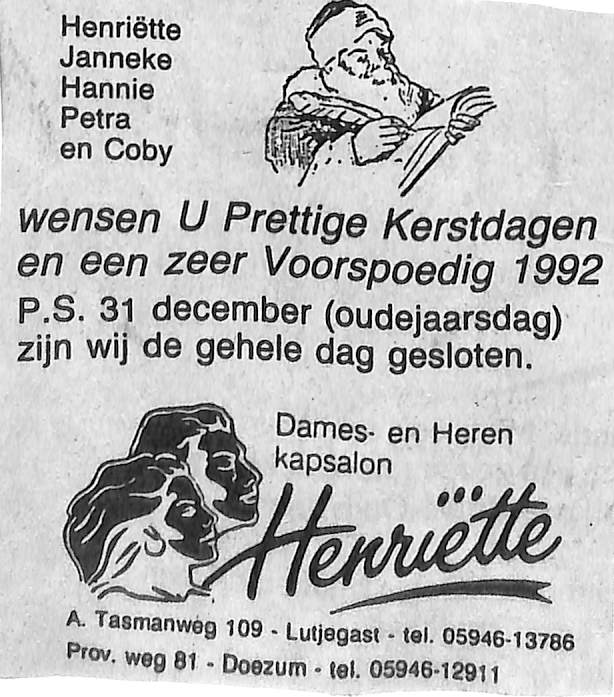 Henriëtte
Janneke
Hannie
Petra
en Coby
wensen U Prettige Kerstdagen
en een zeer Voorspoedig 1992
P.S. 31 december (oudejaarsdag)
zijn wij de gehele dag gesloten.
Dames- en Heren
kapsalon
Henriëtte
A. Tasmanweg 109 - Lutjegast - tel. 05946-13786
Prov. weg 81 - Doezum - tel. 05946-12911